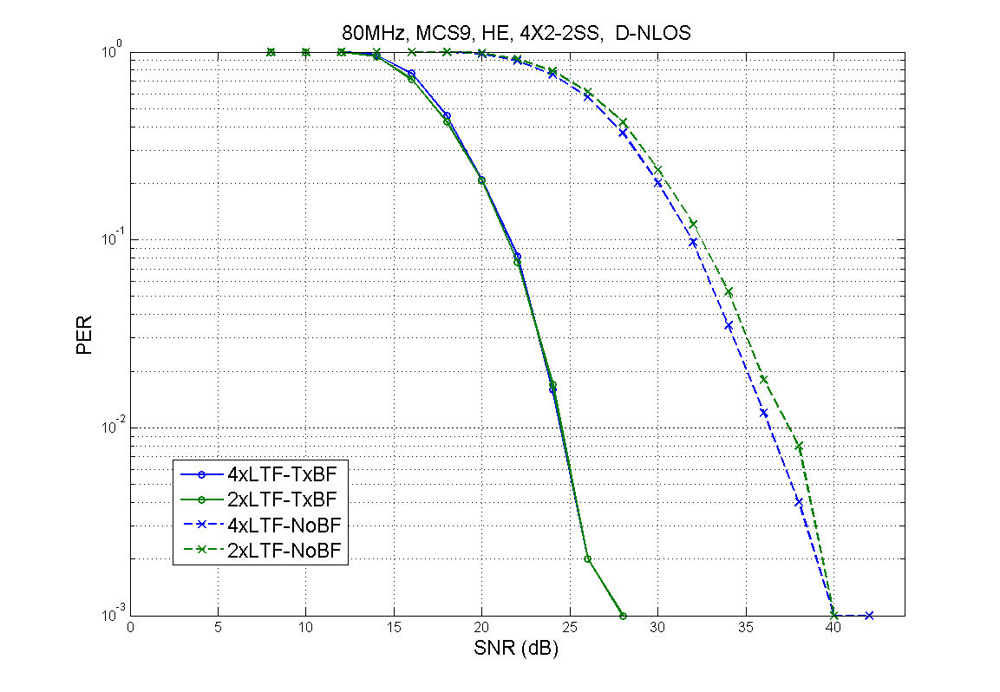 80MHz, MCS9, HE, 4X2-2SS, D-NLOS
10^0
10^-1
10^-2
10^-3
PER
4xLTF-TxBF
2xLTF-TxBF
4xLTF-NoBF
2xLTF-NoBF
0 5 10 15 20 25 30 35 40
SNR (dB)